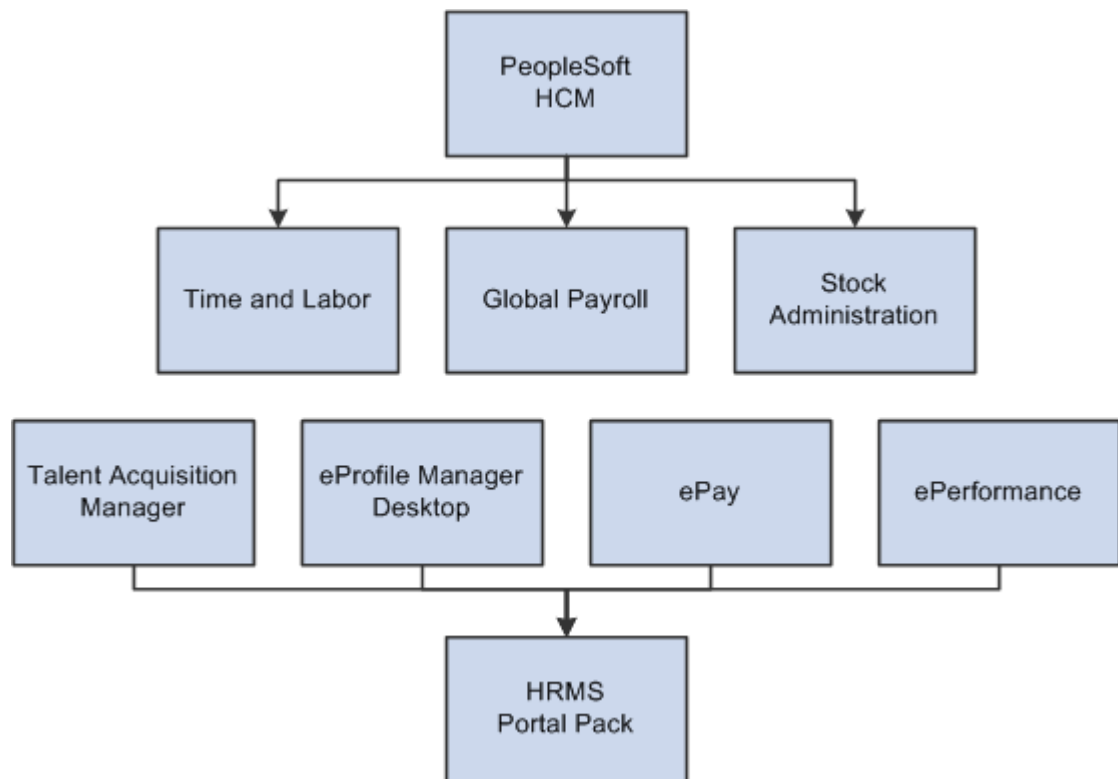 PeopleSoft
HCM
Time and Labor
Global Payroll
Stock
Administration
Talent Acquisition
Manager
eProfile Manager
Desktop
ePay
ePerformance
HRMS
Portal Pack